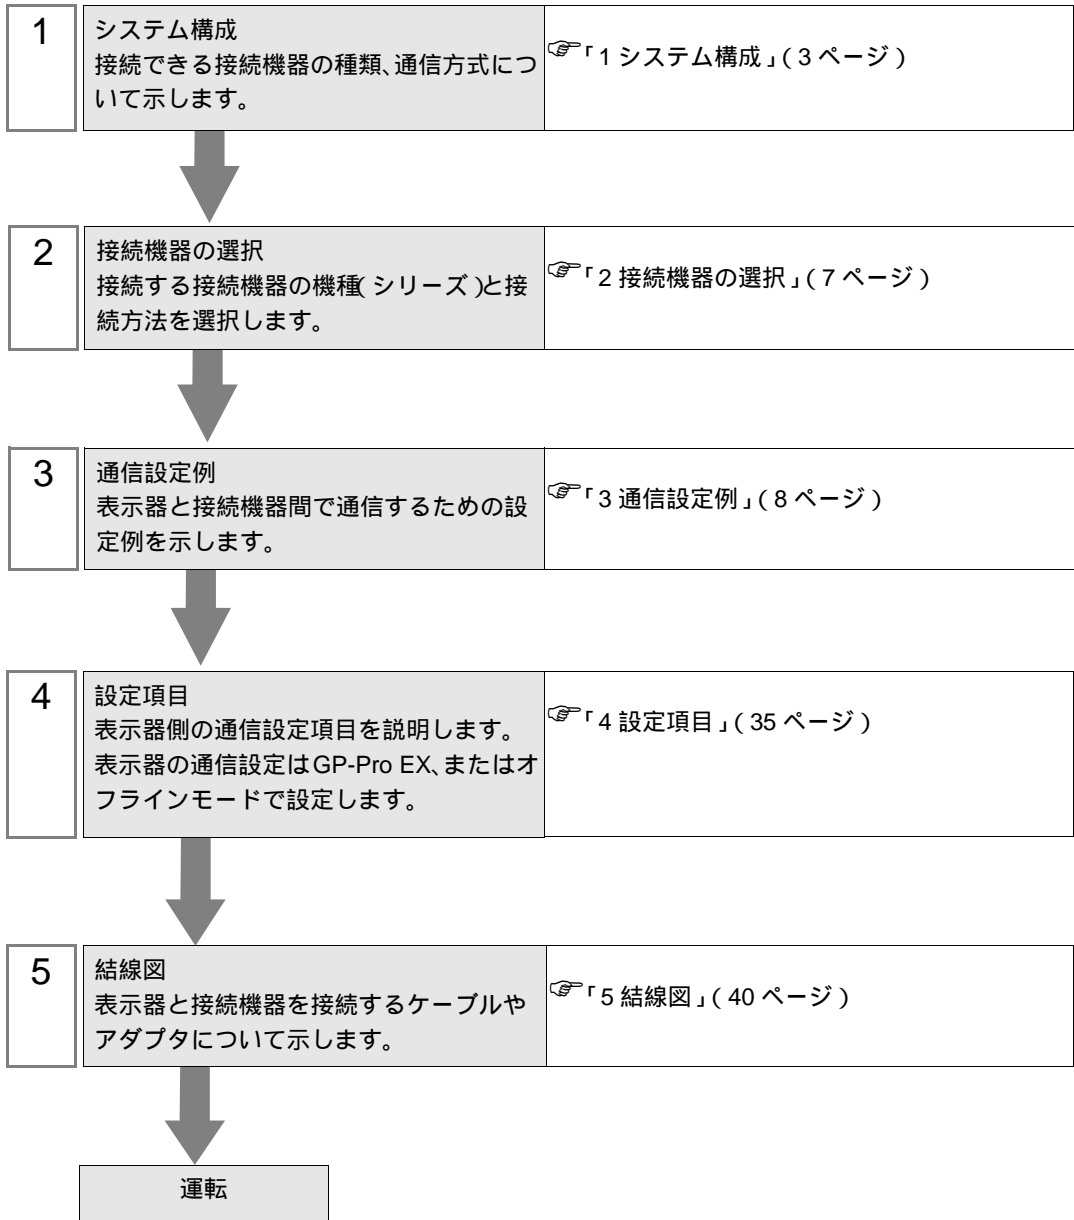 1
システム構成
接続できる接続機器の種類、通信方式につ
いて示します。
☞「1 システム構成」(3 ページ)
2
接続機器の選択
接続する接続機器の機種(シリーズ)と接
続方法を選択します。
☞「2 接続機器の選択」(7 ページ)
3
通信設定例
表示器と接続機器間で通信するための設
定例を示します。
☞「3 通信設定例」(8 ページ)
4
設定項目
表示器側の通信設定項目を説明します。
表示器の通信設定はGP-Pro EX、またはオ
フラインモードで設定します。
☞「4 設定項目」(35 ページ)
5
結線図
表示器と接続機器を接続するケーブルや
アダプタについて示します。
☞「5 結線図」(40 ページ)
運転